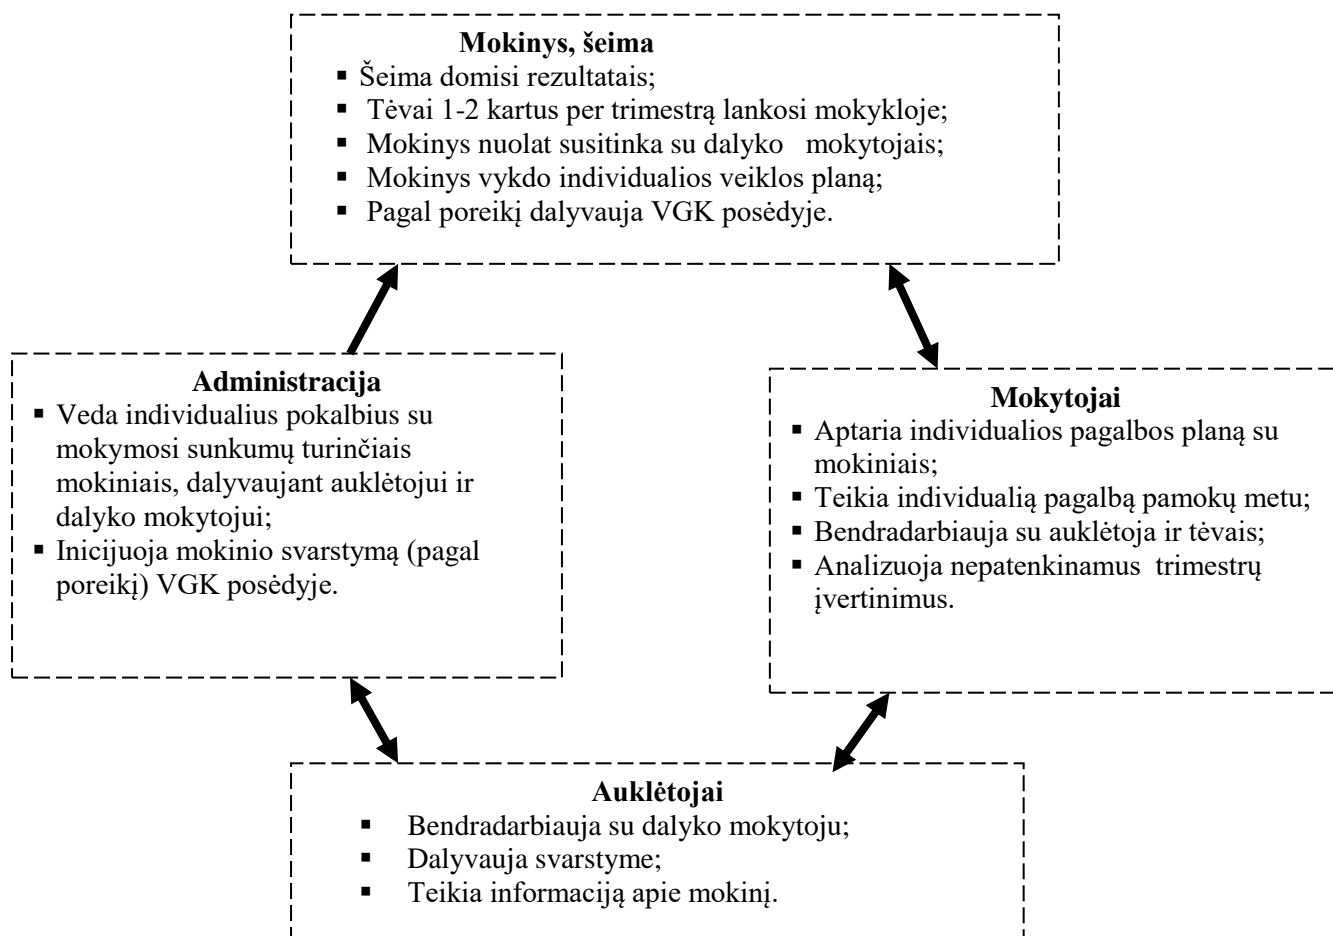 Mokinys, šeima
▪ Šeima domisi rezultatais;
▪ Tėvai 1-2 kartus per trimestrą lankosi mokykloje;
▪ Mokinys nuolat susitinka su dalyko mokytojais;
▪ Mokinys vykdo individualios veiklos planą;
▪ Pagal poreikį dalyvauja VGK posėdyje.
Administracija
▪ Veda individualius pokalbius su
mokymosi sunkumų turinčiais
mokiniais, dalyvaujant auklėtojui ir
dalyko mokytojui;
▪ Inicijuoja mokinio svarstymą (pagal
poreikį) VGK posėdyje.
Mokytojai
▪ Aptaria individualios pagalbos planą su
mokiniais;
▪ Teikia individualią pagalbą pamokų metu;
▪ Bendradarbiauja su auklėtoja ir tėvais;
▪ Analizuoja nepatenkinamus trimestrų
įvertinimus.
Auklėtojai
▪ Bendradarbiauja su dalyko mokytoju;
▪ Dalyvauja svarstyme;
▪ Teikia informaciją apie mokinį.